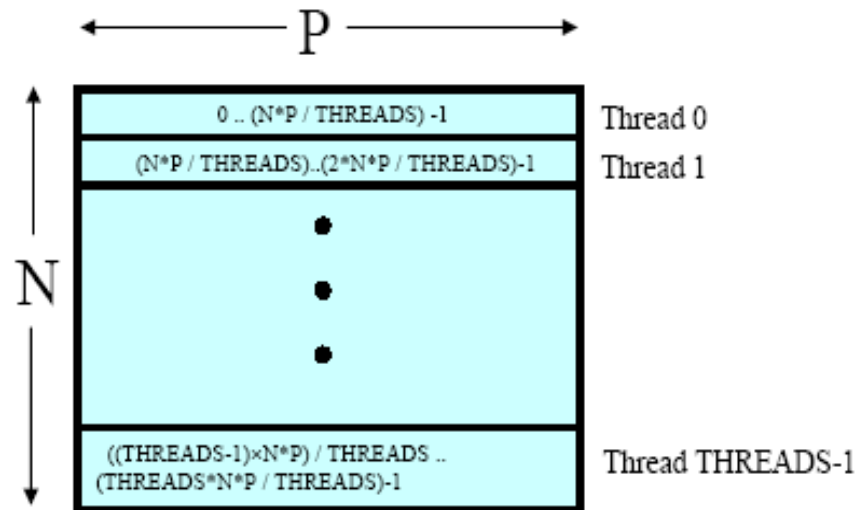 P
0 .. (N*P / THREADS) -1
Thread 0
(N*P / THREADS)..(2*N*P / THREADS)-1
Thread 1
N
((THREADS-1)×N*P) / THREADS ..
(THREADS*N*P / THREADS)-1
Thread THREADS-1